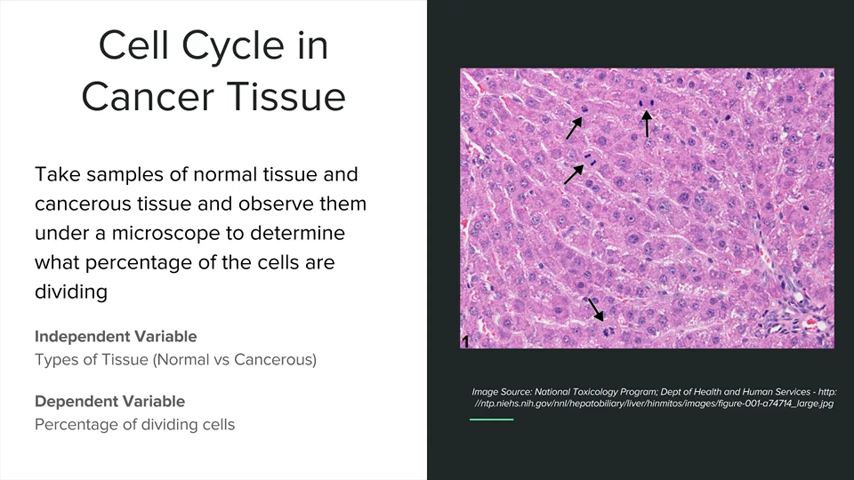 Cell Cycle in
Cancer Tissue
Take samples of normal tissue and
cancerous tissue and observe them
under a microscope to determine
what percentage of the cells are
dividing
Independent Variable
Types of Tissue (Normal vs Cancerous)
Dependent Variable
Percentage of dividing cells
1
Image Source: National Toxicology Program; Dept of Health and Human Services - http:
//ntp.niehs.nih.gov/nnl/hepatobiliary/liver/hinmitos/images/figure-001-a74714_large.jpg